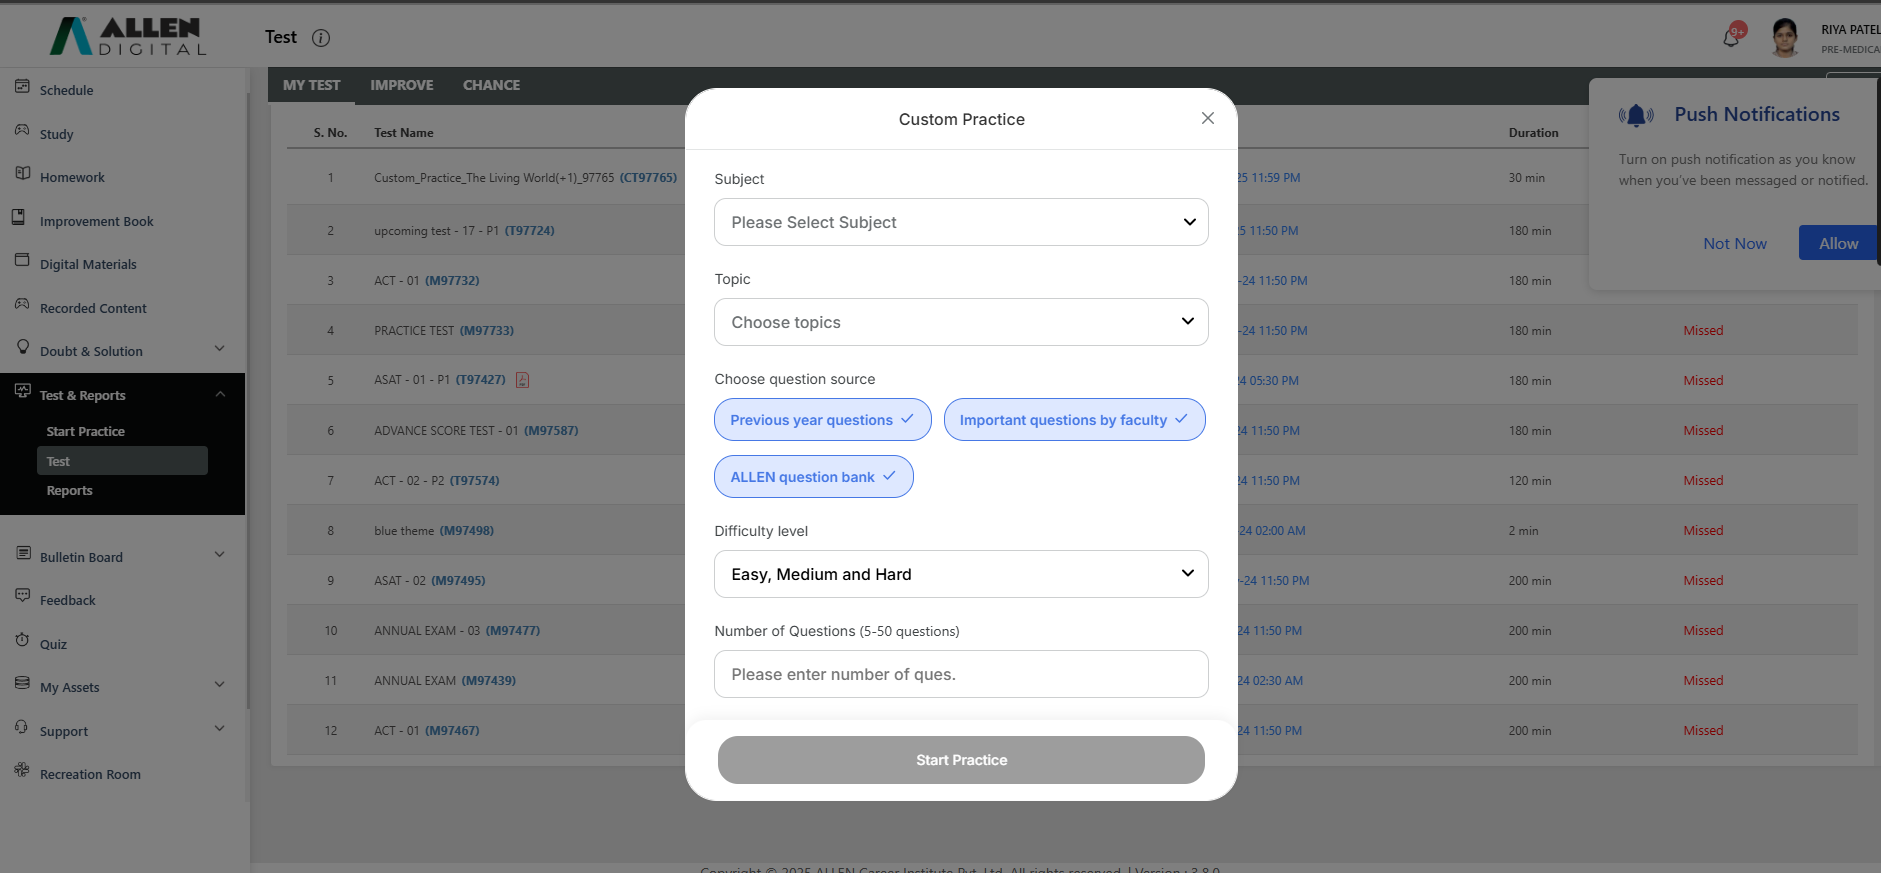 ALLEN
DIGITAL
Test
9+
RIYA PATEL
PRE-MEDICA
Schedule
Study
Homework
Improvement Book
Digital Materials
Recorded Content
Doubt & Solution
Test & Reports
Start Practice
Test
Reports
Bulletin Board
Feedback
Quiz
My Assets
Support
Recreation Room
MY TEST IMPROVE CHANCE
S. No. Test Name Duration
1 Custom_Practice_The Living World(+1)_97765 (CT97765) 25 11:59 PM 30 min
2 upcoming test - 17 - P1 (T97724) 25 11:50 PM 180 min
3 ACT - 01 (M97732) -24 11:50 PM 180 min
4 PRACTICE TEST (M97733) -24 11:50 PM 180 min Missed
5 ASAT - 01 - P1 (T97427) 24 05:30 PM 180 min Missed
6 ADVANCE SCORE TEST - 01 (M97587) 24 11:50 PM 180 min Missed
7 ACT - 02 - P2 (T97574) 24 11:50 PM 120 min Missed
8 blue theme (M97498) -24 02:00 AM 2 min Missed
9 ASAT - 02 (M97495) -24 11:50 PM 200 min Missed
10 ANNUAL EXAM - 03 (M97477) 24 11:50 PM 200 min Missed
11 ANNUAL EXAM (M97439) 24 02:30 AM 200 min Missed
12 ACT - 01 (M97467) 24 11:50 PM 200 min Missed
Custom Practice
Subject
Please Select Subject
Topic
Choose topics
Choose question source
Previous year questions
Important questions by faculty
ALLEN question bank
Difficulty level
Easy, Medium and Hard
Number of Questions (5-50 questions)
Please enter number of ques.
Start Practice
Push Notifications
Turn on push notification as you know
when you've been messaged or notified.
Not Now Allow
Copyright © 2025 ALLEN Career Institute Pvt. Ltd. All rights reserved. | Version : 3.8.0